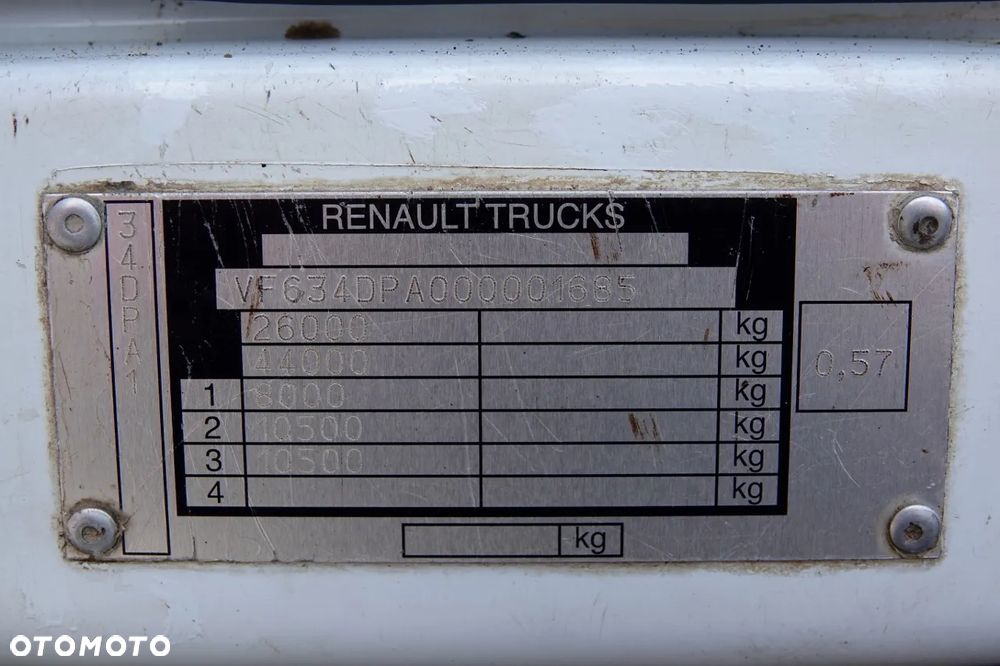 34DPA1
RENAULT TRUCKS
VF634DPA000001685
26000 kg
44000 kg
1 8000 kg
2 10500 kg
3 10500 kg
4 kg
0,57
kg
OTOMOTO